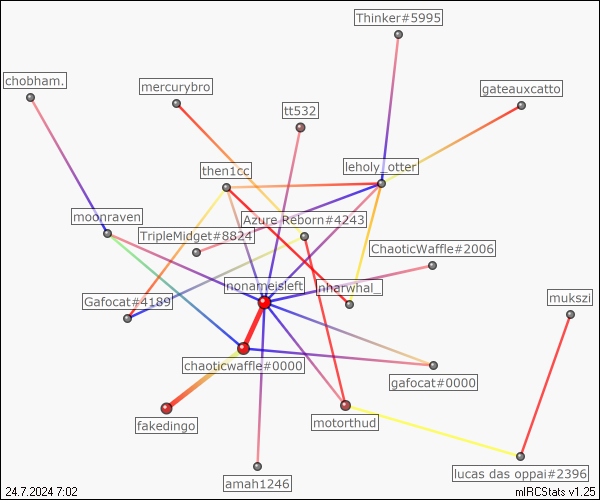 Thinker#5995
chobham.
mercurybro
gateauxcatto
tt532
leholy_otter
then1cc
moonraven
Azure Reborn#4243
TripleMidget#8824
ChaoticWaffle#2006
nonameisleft
nharwhal_
mukszi
Gafocat#4189
chaoticwaffle#0000
gafocat#0000
fakedingo
motorthud
lucas das oppai#2396
amah1246
24.7.2024 7:02
mIRCStats v1.25